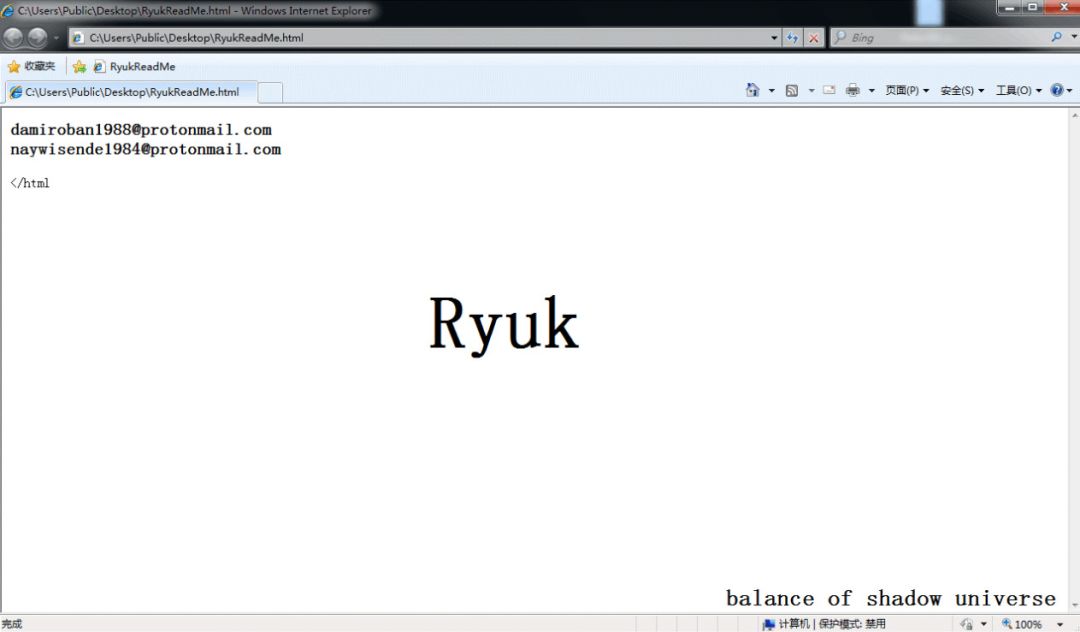 C:\Users\Public\Desktop\RyukReadMe.html - Windows Internet Explorer
C:\Users\Public\Desktop\RyukReadMe.html Bing
收藏夹 RyukReadMe
C:\Users\Public\Desktop\RyukReadMe.html 页面(P) 安全(S) 工具(O)
damiroban1988@protonmail.com
naywisende1984@protonmail.com
</html
Ryuk
balance of shadow universe
完成 计算机 | 保护模式: 禁用 100%